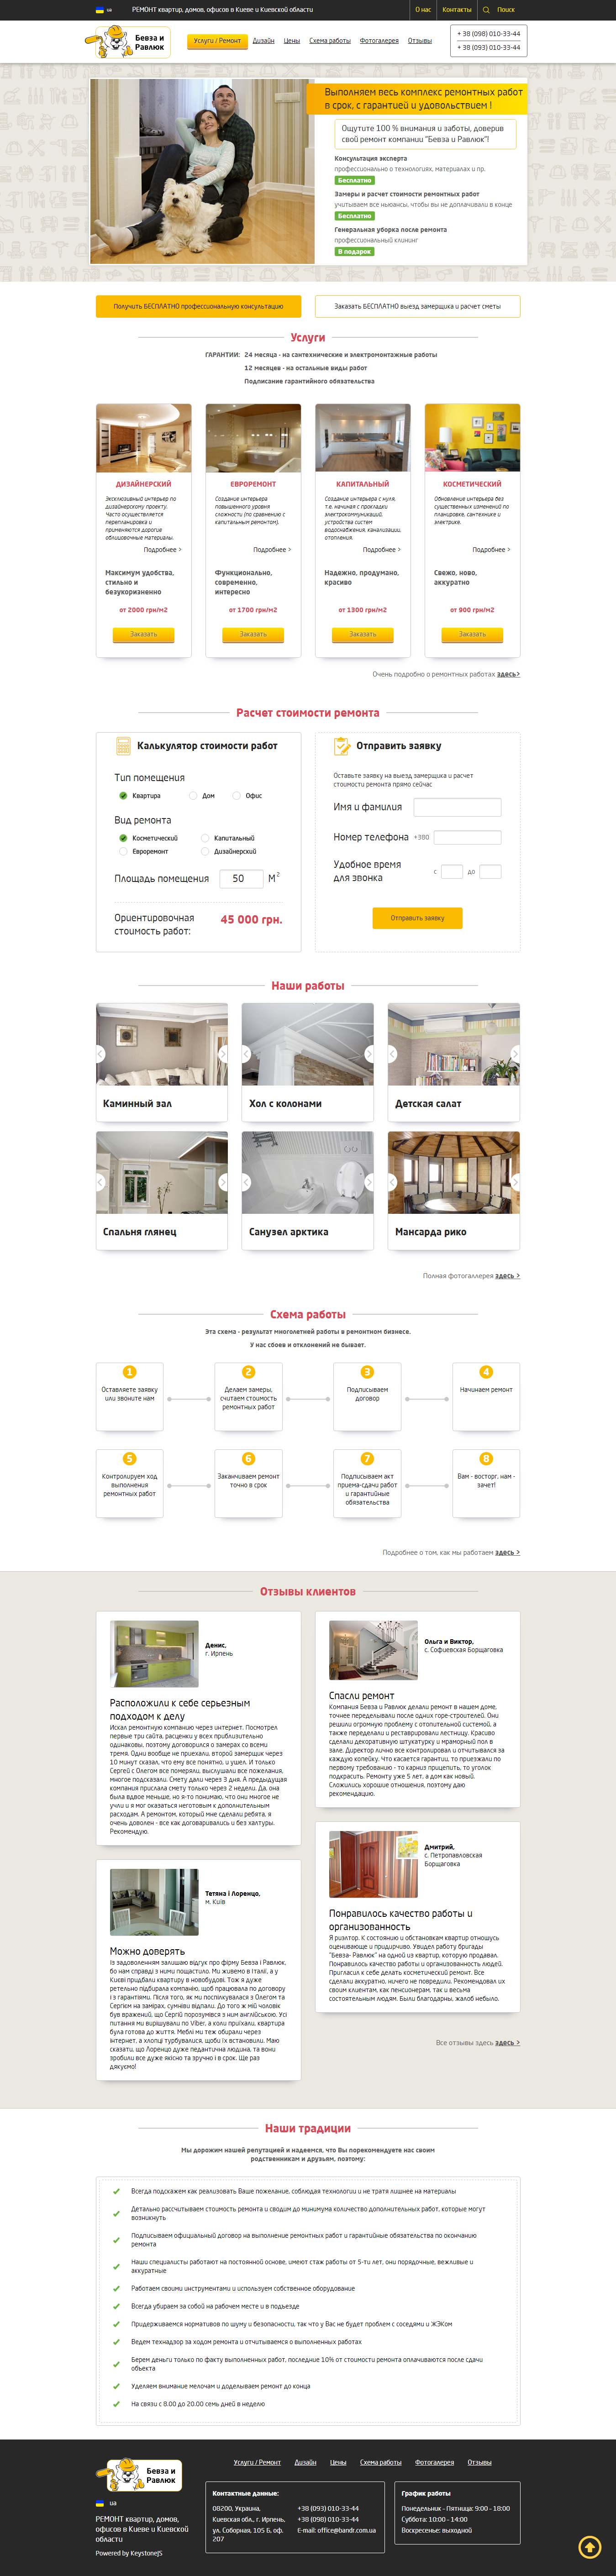 ua
РЕМОНТ квартир, домов, офисов в Киеве и Киевской области
О нас
Контакты
Поиск
Бевза и
Равлюк
Услуги / Ремонт
Дизайн
Цены
Схема работы
Фотогалерея
Отзывы
+ 38 (098) 010-33-44
+ 38 (093) 010-33-44
Выполняем весь комплекс ремонтных работ
в срок, с гарантией и удовольствием !
Ощутите 100 % внимания и заботы, доверив
свой ремонт компании "Бевза и Равлюк"!
Консультация эксперта
профессионально о технологиях, материалах и пр.
Бесплатно
Замеры и расчет стоимости ремонтных работ
учитываем все ньюансы, чтобы вы не доплачивали в конце
Бесплатно
Генеральная уборка после ремонта
профессиональный клининг
В подарок
Получить БЕСПЛАТНО профессиональную консультацию
Заказать БЕСПЛАТНО выезд замерщика и расчет сметы
Услуги
ГАРАНТИИ: 24 месяца - на сантехнические и электромонтажные работы
12 месяцев - на остальные виды работ
Подписание гарантийного обязательства
ДИЗАЙНЕРСКИЙ
Эксклюзивный интерьер по
дизайнерскому проекту.
Часто осуществляется
перепланировка и
применяются дорогие
облицовочные материалы.
Подробнее >
Максимум удобства,
стильно и
безукоризненно
от 2000 грн/м2
Заказать
ЕВРОРЕМОНТ
Создание интерьера
повышенного уровня
сложности (по сравнению с
капитальным ремонтом).
Подробнее >
Функционально,
современно,
интересно
от 1700 грн/м2
Заказать
КАПИТАЛЬНЫЙ
Создание интерьера с нуля,
т.е. начиная с прокладки
электрокоммуникаций,
устройства систем
водоснабжения, канализации,
отопления.
Подробнее >
Надежно, продумано,
красиво
от 1300 грн/м2
Заказать
КОСМЕТИЧЕСКИЙ
Обновление интерьера без
существенных изменений по
планировке, сантехнике и
электрике.
Подробнее >
Свежо, ново,
аккуратно
от 900 грн/м2
Заказать
Очень подробно о ремонтных работах здесь>
Расчет стоимости ремонта
Калькулятор стоимости работ
Тип помещения
Квартира
Дом
Офис
Вид ремонта
Косметический
Капитальный
Евроремонт
Дизайнерский
Площадь помещения 50 М2
Ориентировочная
стоимость работ:
45 000 грн.
Отправить заявку
Оставьте заявку на выезд замерщика и расчет
стоимости ремонта прямо сейчас
Имя и фамилия
Номер телефона +380
Удобное время
для звонка
с
до
Отправить заявку
Наши работы
Каминный зал
Хол с колонами
Детская салат
Спальня глянец
Санузел арктика
Мансарда рико
Полная фотогаллерея здесь >
Схема работы
Эта схема - результат многолетней работы в ремонтном бизнесе.
У нас сбоев и отклонений не бывает.
1
Оставляете заявку
или звоните нам
2
Делаем замеры,
считаем стоимость
ремонтных работ
3
Подписываем
договор
4
Начинаем ремонт
5
Контролируем ход
выполнения
ремонтных работ
6
Заканчиваем ремонт
точно в срок
7
Подписываем акт
приема-сдачи работ
и гарантийные
обязательства
8
Вам - восторг, нам -
зачет!
Подробнее о том, как мы работаем здесь >
Отзывы клиентов
Денис,
г. Ирпень
Расположили к себе серьезным
подходом к делу
Искал ремонтную компанию через интернет. Посмотрел
первые три сайта, расценки у всех приблизительно
одинаковы, поэтому договорился о замерах со всеми
тремя. Одни вообще не приехали, второй замерщик через
10 минут сказал, что ему все понятно, и ушел. И только
Сергей с Олегом все померяли, выслушали все пожелания,
многое подсказали. Смету дали через 3 дня. А предыдущая
компания прислала смету только через 2 недели. Да, она
была вдвое меньше, но я-то понимаю, что они многое не
учли и я мог оказаться неготовым к дополнительным
расходам. А ремонтом, который мне сделали ребята, я
очень доволен - все как договаривались и без халтуры.
Рекомендую.
Ольга и Виктор,
с. Софиевская Борщаговка
Спасли ремонт
Компания Бевза и Равлюк делали ремонт в нашем доме,
точнее переделывали после одних горе-строителей. Они
решили огромную проблему с отопительной системой, а
также переделали и реставрировали лестницу. Красиво
сделали декоративную штукатурку и мраморный пол в
зале. Директор лично все контролировал и отчитывался за
каждую копейку. Что касается гарантии, то приезжали по
первому требованию - то карниз прищепить, то уголок
подкрасить. Ремонту уже 5 лет, а дом как новый.
Сложились хорошие отношения, поэтому даю
рекомендацию.
Тетяна і Лоренцо,
м. Київ
Можно доверять
Із задоволенням залишаю відгук про фірму Бевза і Равлюк,
бо нам справді з ними пощастило. Ми живемо в Італії, а у
Києві придбали квартиру в новобудові. Тож я дуже
ретельно підбирала компанію, щоб працювала по договору
і з гарантіями. Після того, як ми поспілкувалася з Олегом та
Сергієм на замірах, сумніви відпали. До того ж мій чоловік
був вражений, що Сергій порозумівся з ним англійською. Усі
питання ми вирішували по Viber, а коли приїхали, квартира
була готова до життя. Меблі ми теж обирали через
інтернет, а хлопці турбувалися, щоби їх встановили. Маю
сказати, що Лоренцо дуже педантична людина, та вони
зробили все дуже якісно та зручно і в срок. Ще раз
дякуємо!
Дмитрий,
с. Петропавловская
Борщаговка
Понравилось качество работы и
организованность
Я риэлтор. К состоянию и обстановкам квартир отношусь
оценивающе и придирчиво. Увидел работу бригады
"Бевза- Равлюк" на одной из квартир, которую продавал.
Понравилось качество работы и организованность людей.
Пригласил к себе делать косметический ремонт. Все
сделали аккуратно, ничего не повредили. Рекомендовал их
своим клиентам, как пенсионерам, так и весьма
состоятельным людям. Были благодарны, жалоб небыло.
Все отзывы здесь здесь >
Наши традиции
Мы дорожим нашей репутацией и надеемся, что Вы порекомендуете нас своим
родственникам и друзьям, поэтому:
Всегда подскажем как реализовать Ваше пожелание, соблюдая технологии и не тратя лишнее на материалы
Детально рассчитываем стоимость ремонта и сводим до минимума количество дополнительных работ, которые могут
возникнуть
Подписываем официальный договор на выполнение ремонтных работ и гарантийные обязательства по окончанию
ремонта
Наши специалисты работают на постоянной основе, имеют стаж работы от 5-ти лет, они порядочные, вежливые и
аккуратные
Работаем своими инструментами и используем собственное оборудование
Всегда убираем за собой на рабочем месте и в подъезде
Придерживаемся нормативов по шуму и безопасности, так что у Вас не будет проблем с соседями и ЖЭКом
Ведем технадзор за ходом ремонта и отчитываемся о выполненных работах
Берем деньги только по факту выполненных работ, последние 10% от стоимости ремонта оплачиваются после сдачи
объекта
Уделяем внимание мелочам и доделываем ремонт до конца
На связи с 8.00 до 20.00 семь дней в неделю
Бевза и
Равлюк
ua
РЕМОНТ квартир, домов,
офисов в Киеве и Киевской
области
Powered by KeystoneJS
Услуги / Ремонт
Дизайн
Цены
Схема работы
Фотогалерея
Отзывы
Контактные данные:
08200, Украина,
Киевская обл., г. Ирпень,
ул. Соборная, 105 Б, оф.
207
+38 (093) 010-33-44
+38 (098) 010-33-44
E-mail: office@bandr.com.ua
График работы
Понедельник - Пятница: 9:00 - 18:00
Суббота: 10:00 - 14:00
Воскресенье: выходной